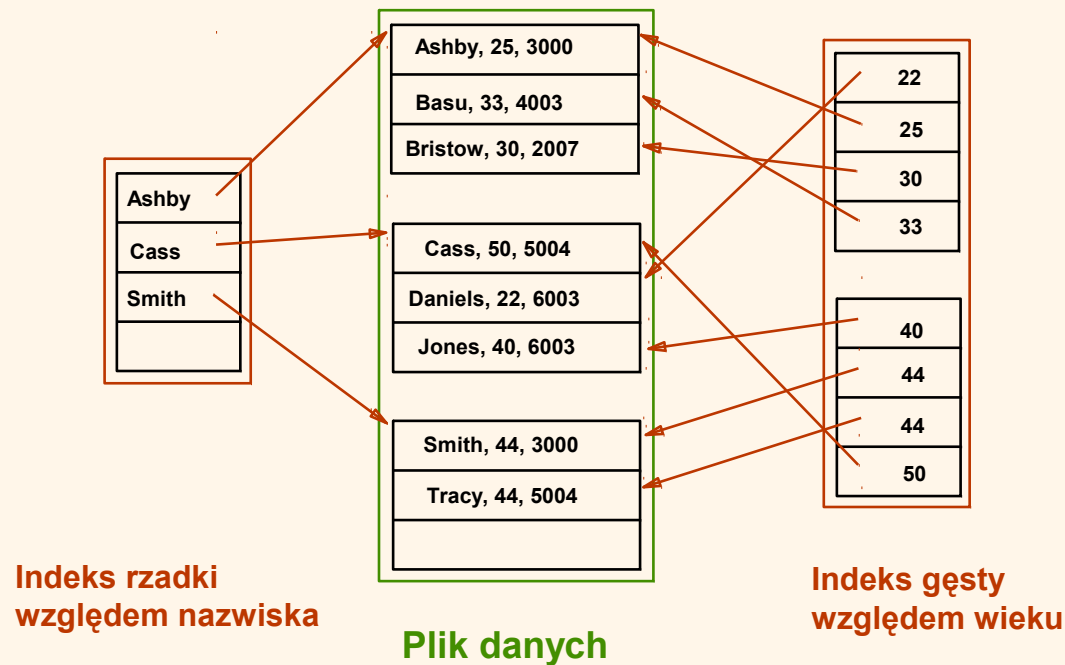 Ashby
Cass
Smith
Indeks rzadki
względem nazwiska
Ashby, 25, 3000
Basu, 33, 4003
Bristow, 30, 2007
Cass, 50, 5004
Daniels, 22, 6003
Jones, 40, 6003
Smith, 44, 3000
Tracy, 44, 5004
Plik danych
22
25
30
33
40
44
44
50
Indeks gęsty
względem wieku